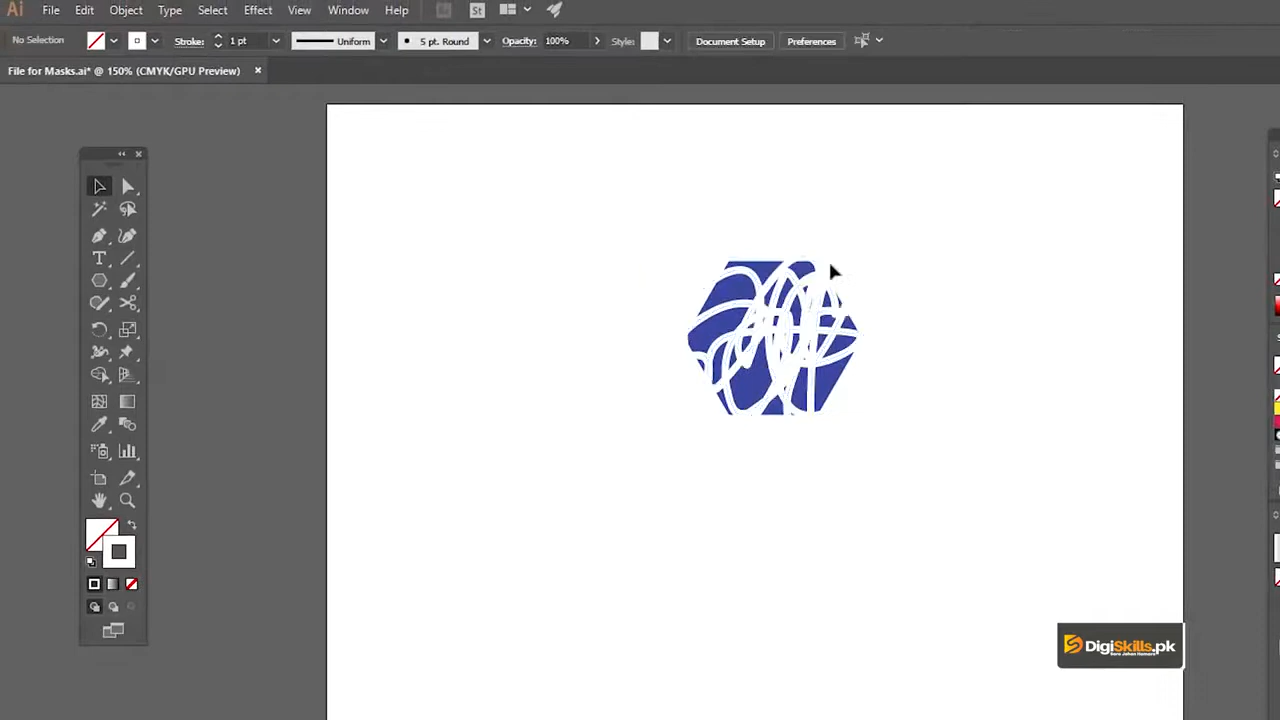 Ai File Edit Object Type Select Effect View Window Help St
No Selection Stroke: 1 pt Uniform 5 pt. Round Opacity: 100% Style: Document Setup Preferences
File for Masks.ai* @ 150% (CMYK/GPU Preview) ×
T
DigiSkills.pk